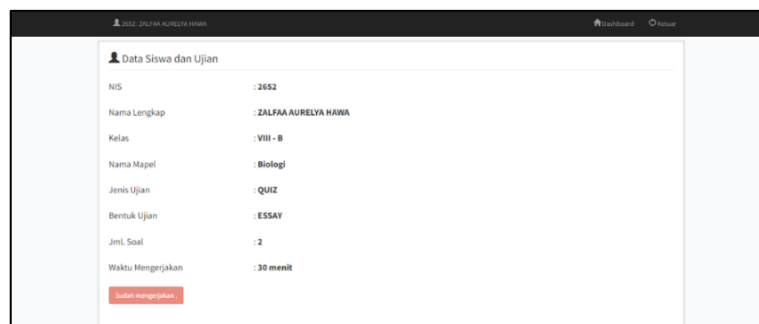 2652: ZALFAA AURELYA HAWA Dashboard Keluar
Data Siswa dan Ujian
NIS : 2652
Nama Lengkap : ZALFAA AURELYA HAWA
Kelas : VIII - B
Nama Mapel : Biologi
Jenis Ujian : QUIZ
Bentuk Ujian : ESSAY
Jml. Soal : 2
Waktu Mengerjakan : 30 menit
Sudah mengerjakan .